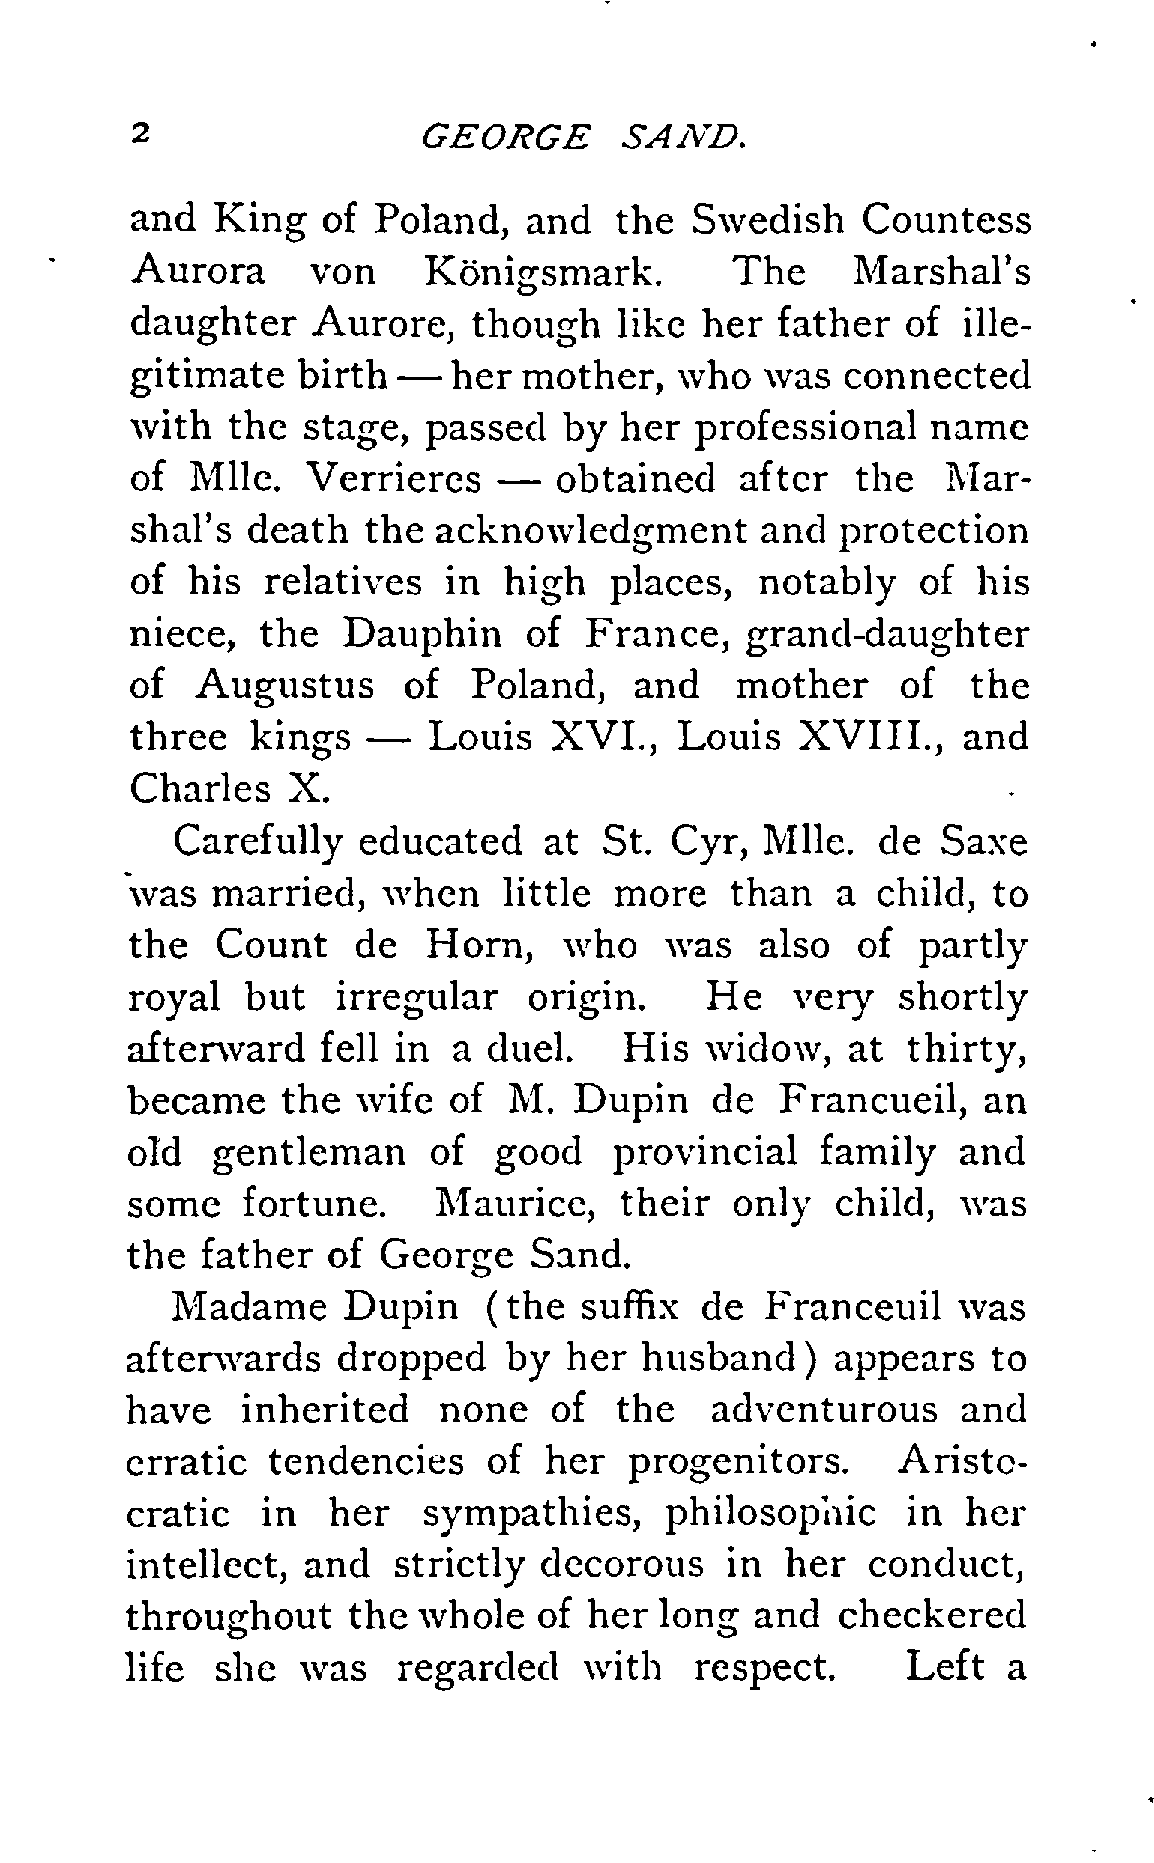 2 GEORGE SAND.
and King of Poland, and the Swedish Countess
Aurora von Königsmark. The Marshal's
daughter Aurore, though like her father of ille-
gitimate birth — her mother, who was connected
with the stage, passed by her professional name
of Mlle. Verrieres — obtained after the Mar-
shal's death the acknowledgment and protection
of his relatives in high places, notably of his
niece, the Dauphin of France, grand-daughter
of Augustus of Poland, and mother of the
three kings — Louis XVI., Louis XVIII., and
Charles X.
Carefully educated at St. Cyr, Mlle. de Saxe
was married, when little more than a child, to
the Count de Horn, who was also of partly
royal but irregular origin. He very shortly
afterward fell in a duel. His widow, at thirty,
became the wife of M. Dupin de Francueil, an
old gentleman of good provincial family and
some fortune. Maurice, their only child, was
the father of George Sand.
Madame Dupin (the suffix de Franceuil was
afterwards dropped by her husband) appears to
have inherited none of the adventurous and
erratic tendencies of her progenitors. Aristo-
cratic in her sympathies, philosophic in her
intellect, and strictly decorous in her conduct,
throughout the whole of her long and checkered
life she was regarded with respect. Left a